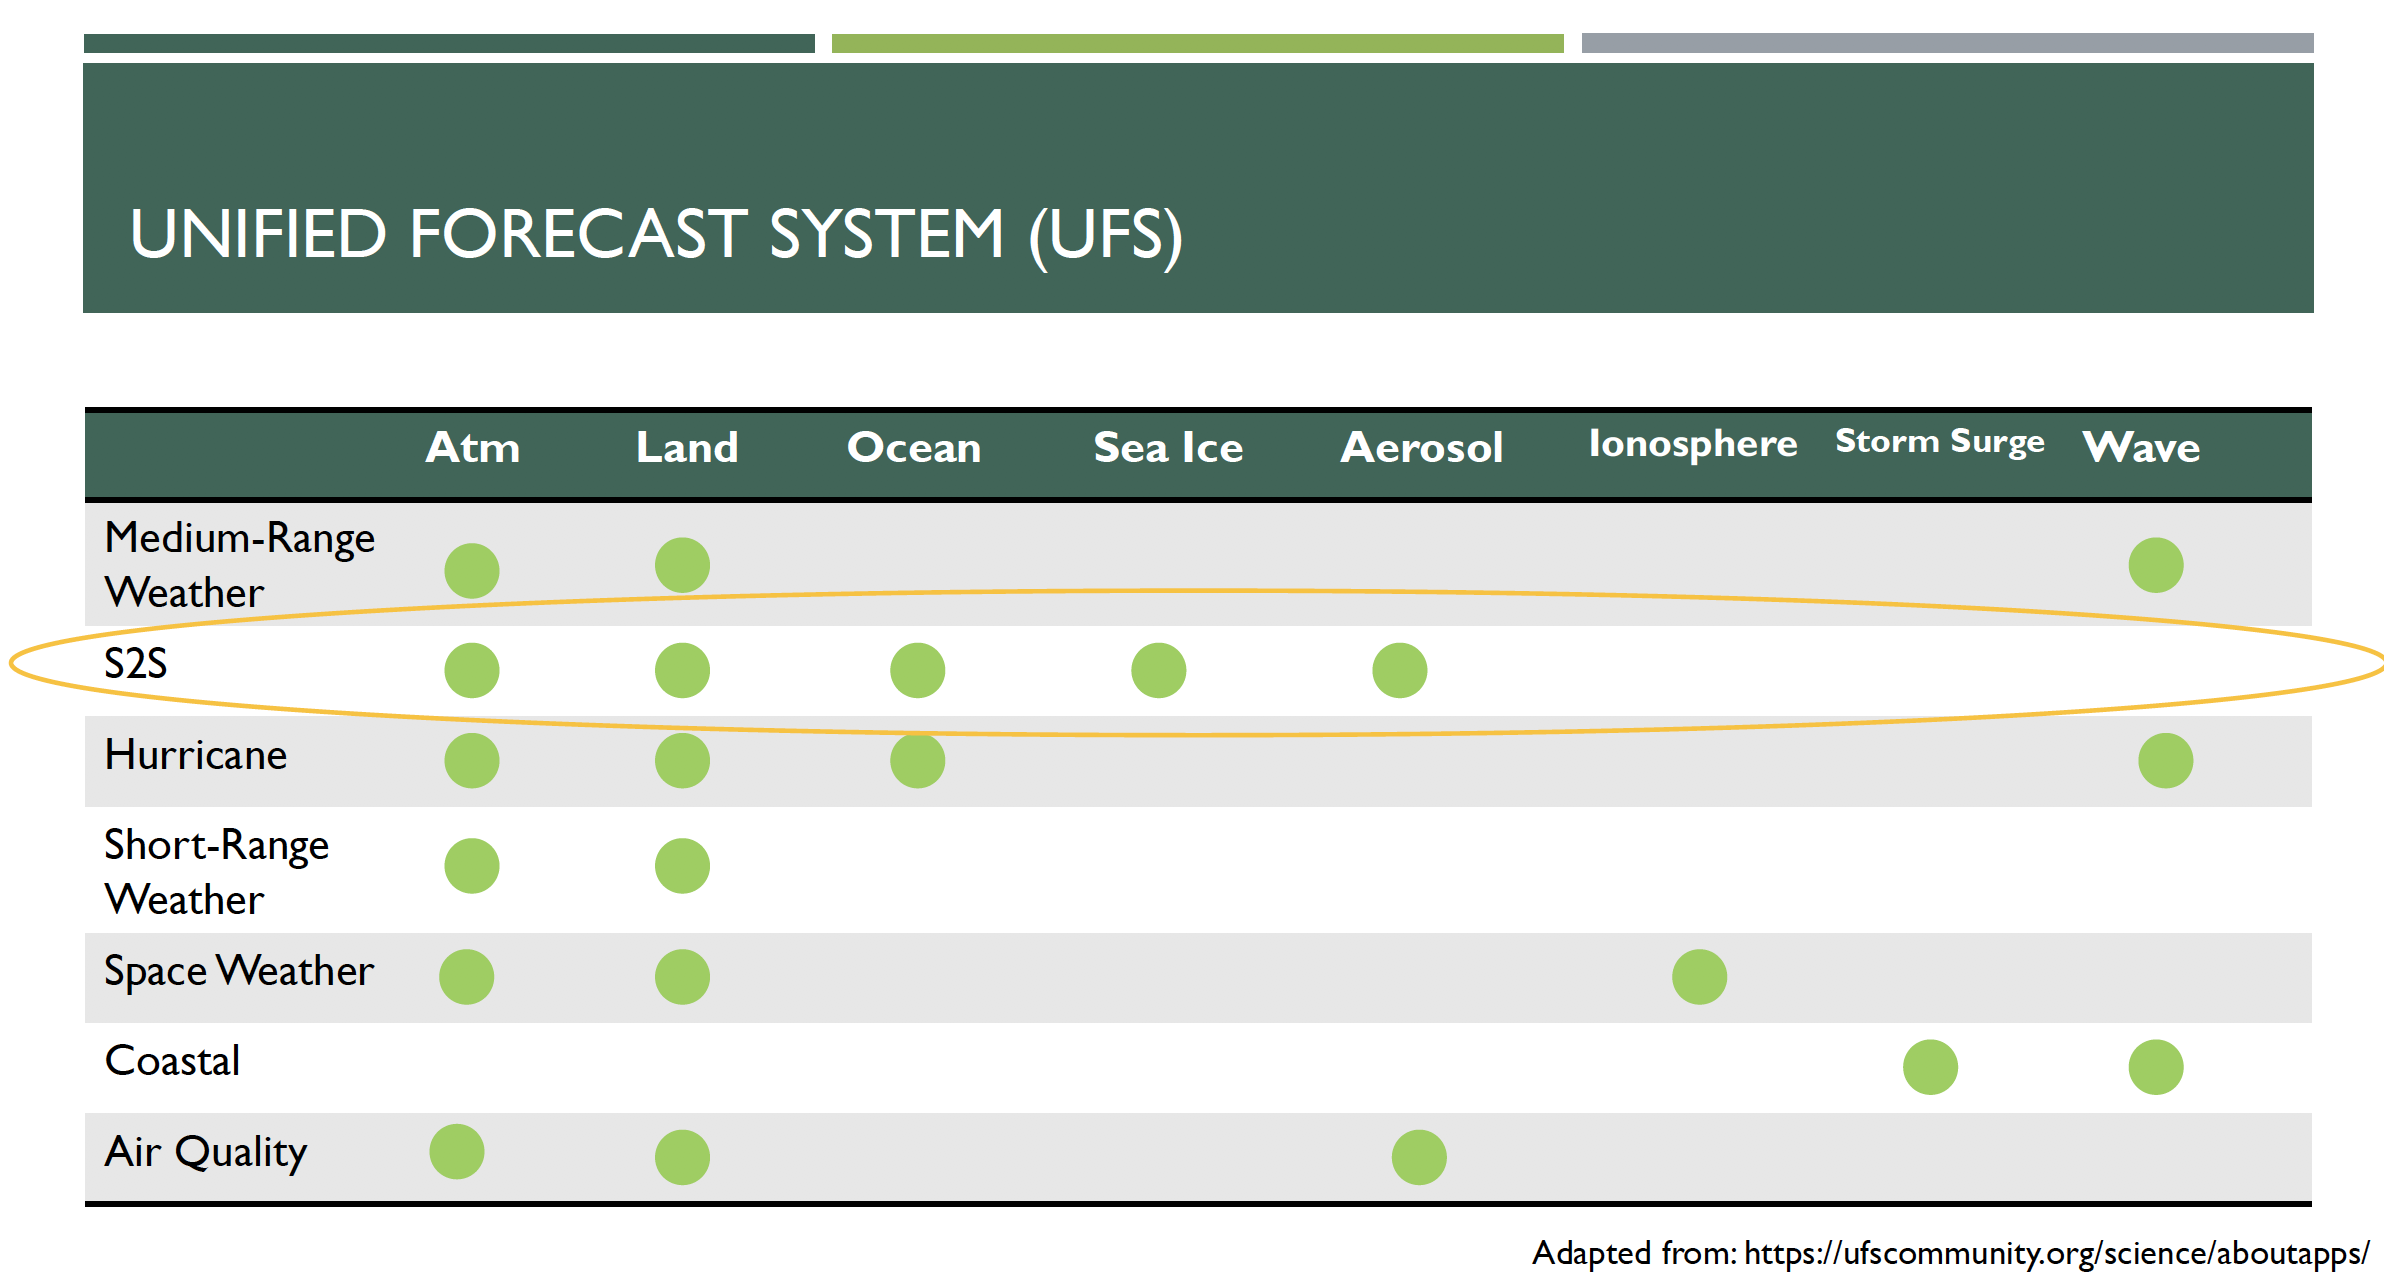 UNIFIED FORECAST SYSTEM (UFS)
Atm Land Ocean Sea Ice Aerosol Ionosphere Storm Surge Wave
Medium-Range
Weather
S2S
Hurricane
Short-Range
Weather
Space Weather
Coastal
Air Quality
Adapted from: https://ufscommunity.org/science/aboutapps/